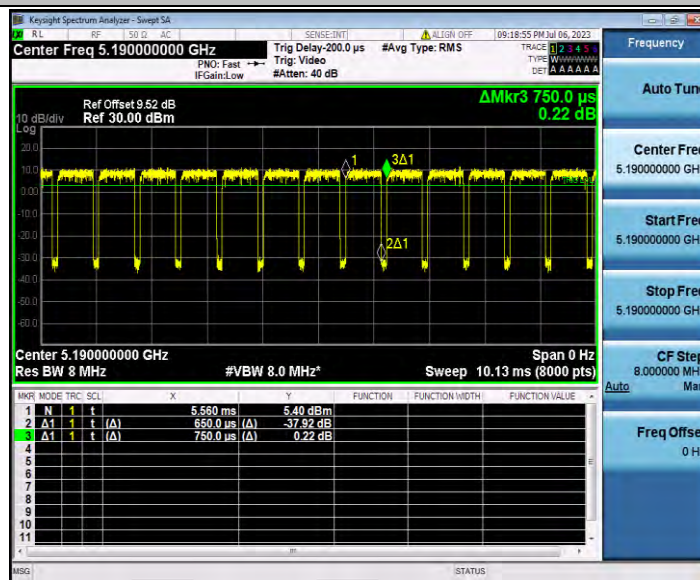 Keysight Spectrum Analyzer - Swept SA
RL RF 50 Ω AC SENSE:INT ALIGN OFF 09:18:55 PM Jul 06, 2023
Center Freq 5.190000000 GHz
Trig Delay-200.0 µs #Avg Type: RMS
TRACE 1 2 3 4 5 6
PNO: Fast Trig: Video
TYPE W
IFGain:Low #Atten: 40 dB
DET A A A A A A
ΔMkr3 750.0 µs
0.22 dB
Ref Offset 9.52 dB
10 dB/div Ref 30.00 dBm
Log
20.0
10.0
0.00
-10.0
-20.0
-30.0
-40.0
-50.0
-60.0
1
3Δ1
2Δ1
Center 5.190000000 GHz Span 0 Hz
Res BW 8 MHz #VBW 8.0 MHz* Sweep 10.13 ms (8000 pts)
MKR MODE TRC SCL X Y FUNCTION FUNCTION WIDTH FUNCTION VALUE
1 N 1 t 5.560 ms 5.40 dBm
2 Δ1 1 t (Δ) 650.0 µs (Δ) -37.92 dB
3 Δ1 1 t (Δ) 750.0 µs (Δ) 0.22 dB
4
5
6
7
8
9
10
11
MSG STATUS
Frequency
Auto Tun
Center Fre
5.190000000 GH
Start Fre
5.190000000 GH
Stop Fre
5.190000000 GH
CF Ste
8.000000 MH
Auto Ma
Freq Offse
0 H